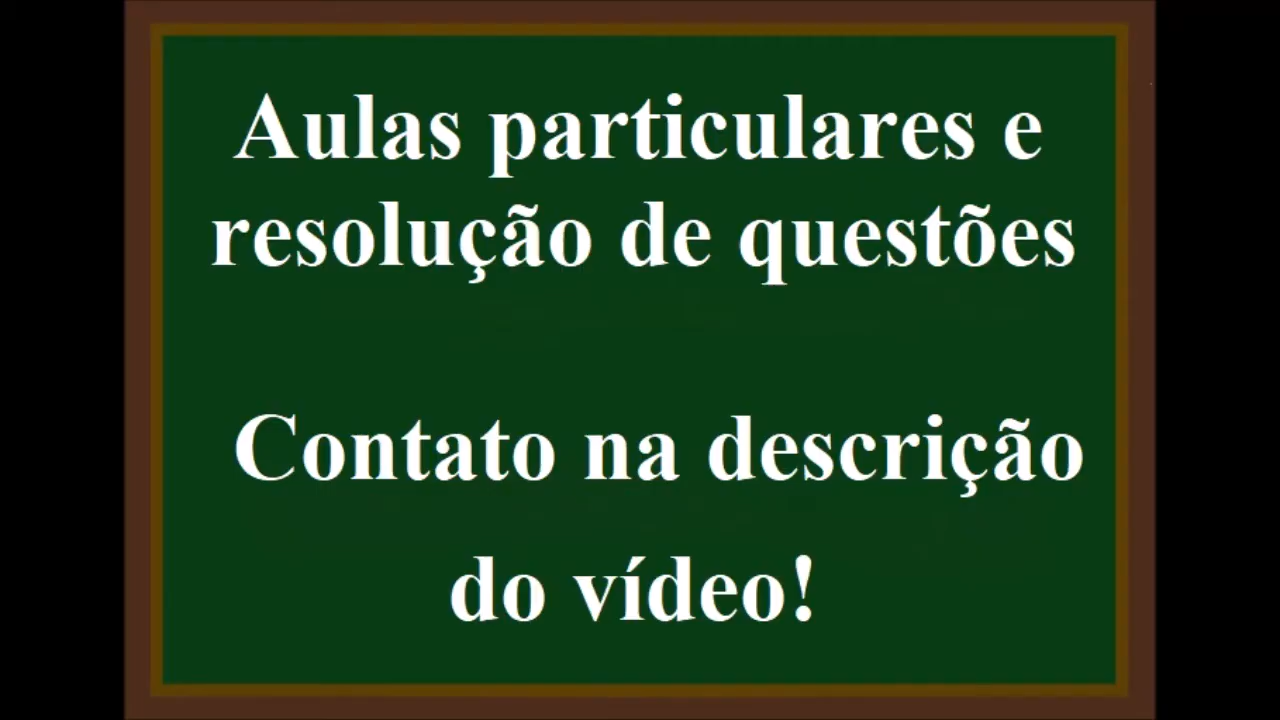 Aulas particulares e
resolução de questões
Contato na descrição
do vídeo!